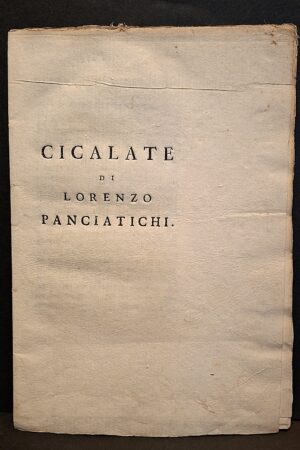 CICALATE
DI
LORENZO
PANCIATICHI.